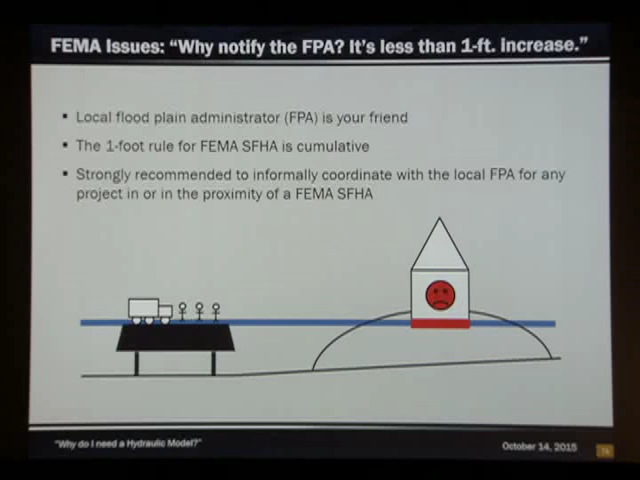 FEMA Issues: “Why notify the FPA? It’s less than 1-ft. increase.”
▪ Local flood plain administrator (FPA) is your friend
▪ The 1-foot rule for FEMA SFHA is cumulative
▪ Strongly recommended to informally coordinate with the local FPA for any
project in or in the proximity of a FEMA SFHA
“Why do I need a Hydraulic Model?”
October 14, 2015